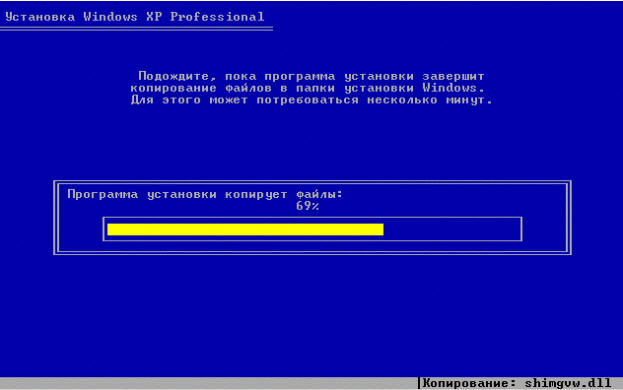 Установка Windows XP Professional
Подождите, пока программа установки завершит
копирование файлов в папки установки Windows.
Для этого может потребоваться несколько минут.
Программа установки копирует файлы:
69%
Копирование: shimgvw.dll